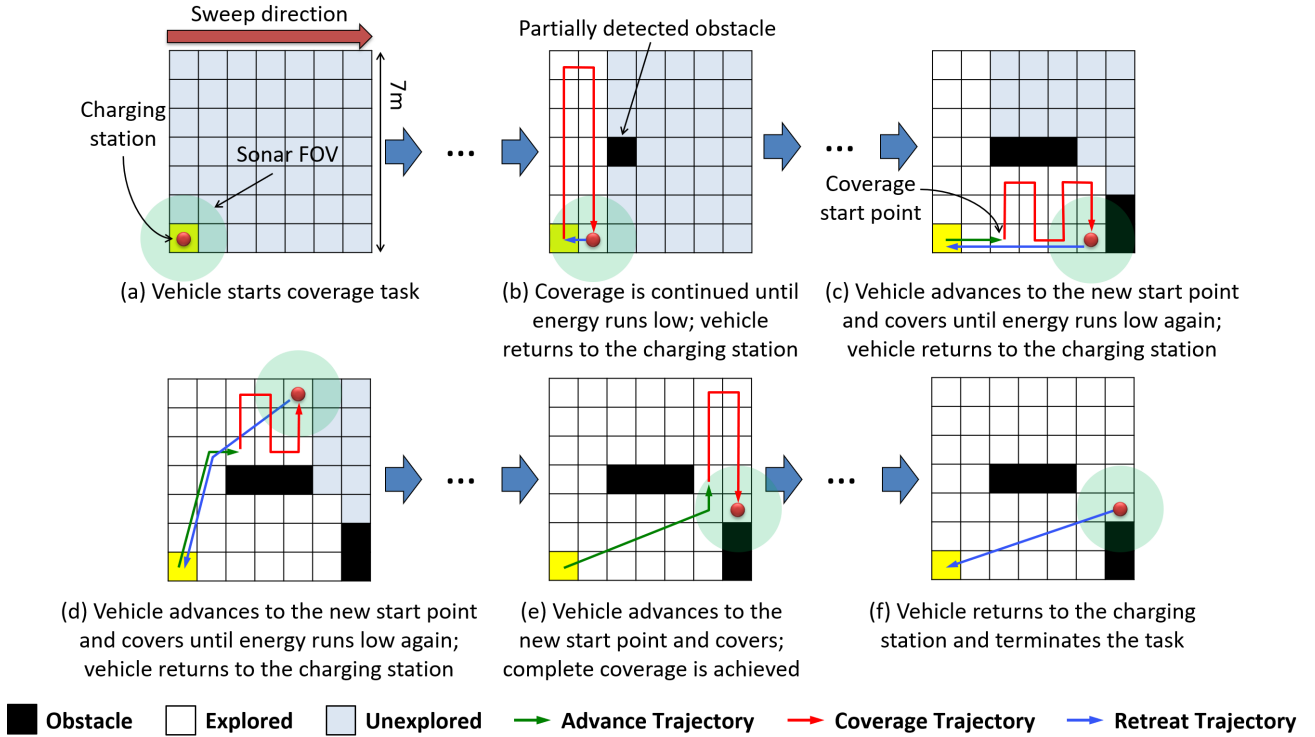 Sweep direction
7m
Charging
station
Sonar FOV
...
Partially detected obstacle
...
Coverage
start point
(a) Vehicle starts coverage task
(b) Coverage is continued until
energy runs low; vehicle
returns to the charging station
(c) Vehicle advances to the new start point
and covers until energy runs low again;
vehicle returns to the charging station
...
...
(d) Vehicle advances to the new start point
and covers until energy runs low again;
vehicle returns to the charging station
(e) Vehicle advances to the
new start point and covers;
complete coverage is achieved
(f) Vehicle returns to the charging
station and terminates the task
Obstacle
Explored
Unexplored
Advance Trajectory
Coverage Trajectory
Retreat Trajectory